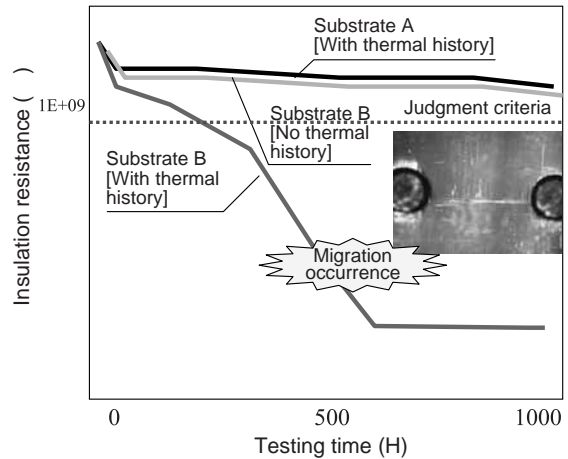 Substrate A
[With thermal history]
1E+09
Judgment criteria
Substrate B
[No thermal
history]
Substrate B
[With thermal
history]
Migration
occurrence
Insulation resistance ( )
0
500
1000
Testing time (H)